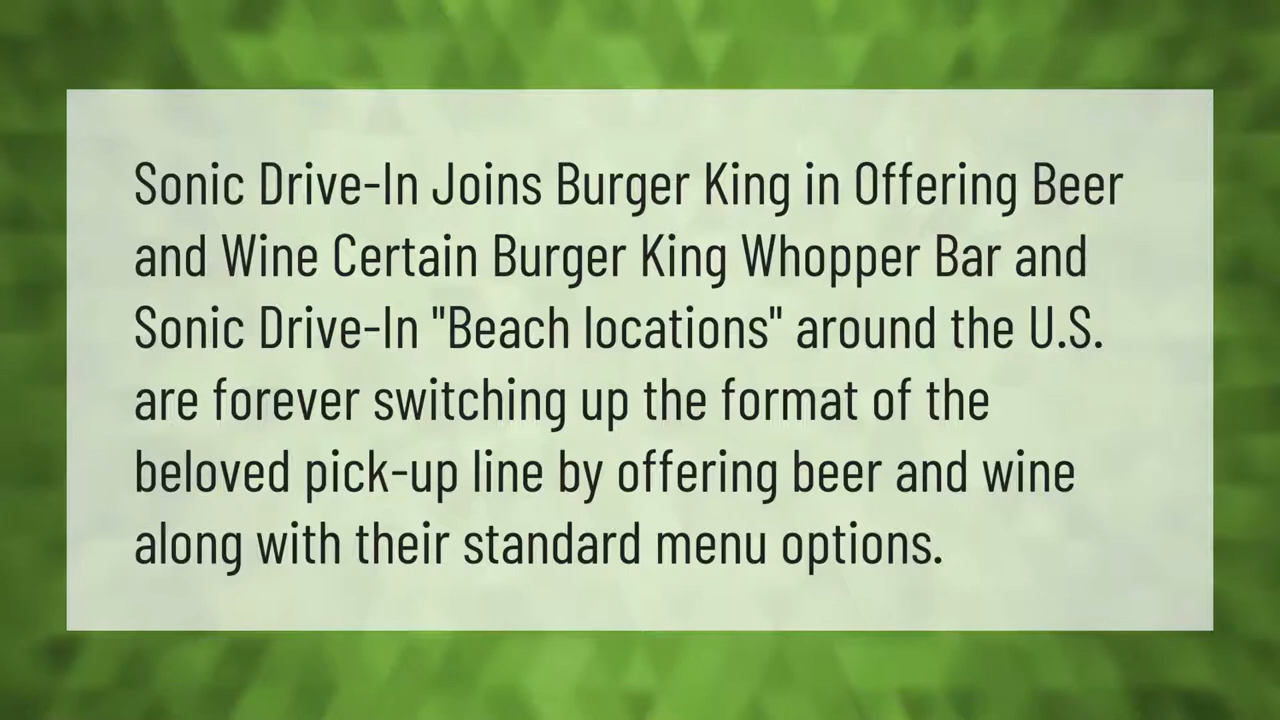 Sonic Drive-In Joins Burger King in Offering Beer
and Wine Certain Burger King Whopper Bar and
Sonic Drive-In "Beach locations" around the U.S.
are forever switching up the format of the
beloved pick-up line by offering beer and wine
along with their standard menu options.